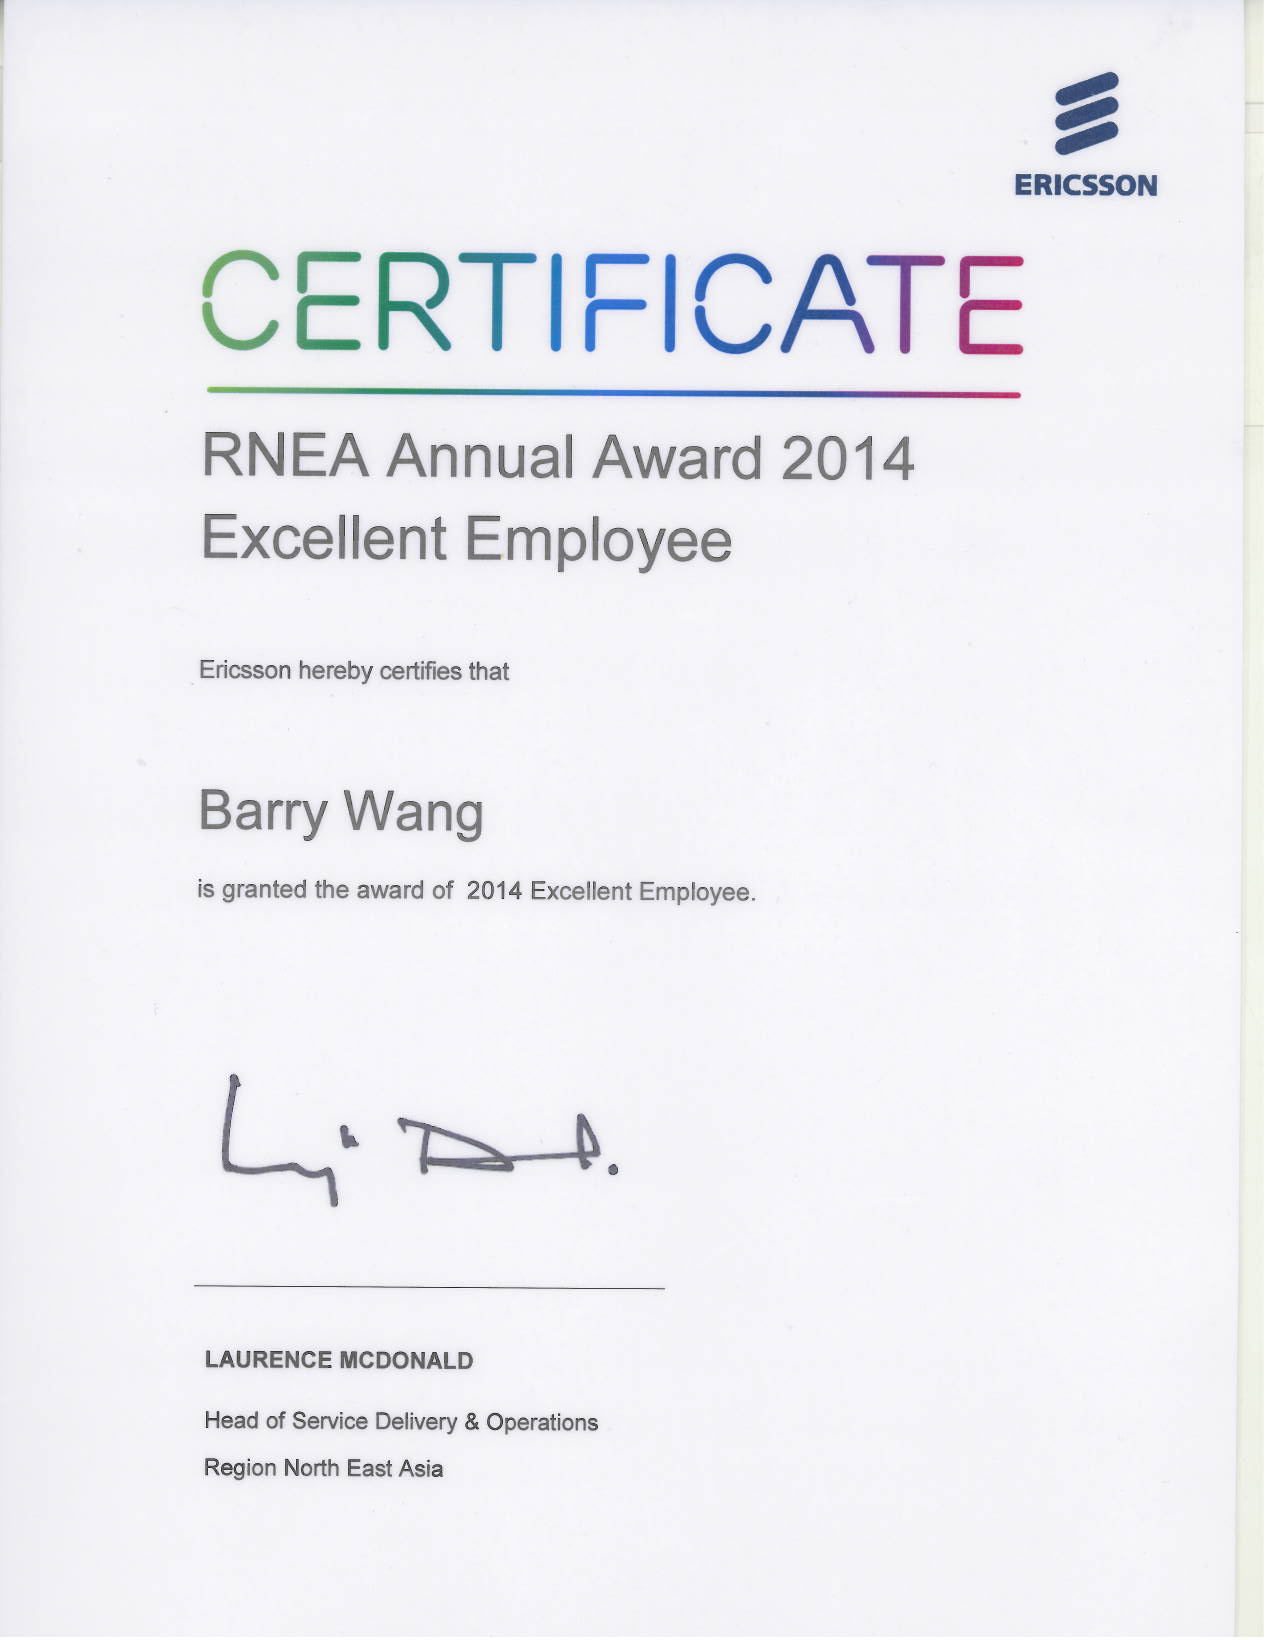 ERICSSON
CERTIFICATE
RNEA Annual Award 2014
Excellent Employee
Ericsson hereby certifies that
Barry Wang
is granted the award of 2014 Excellent Employee.
LAURENCE MCDONALD
Head of Service Delivery & Operations
Region North East Asia